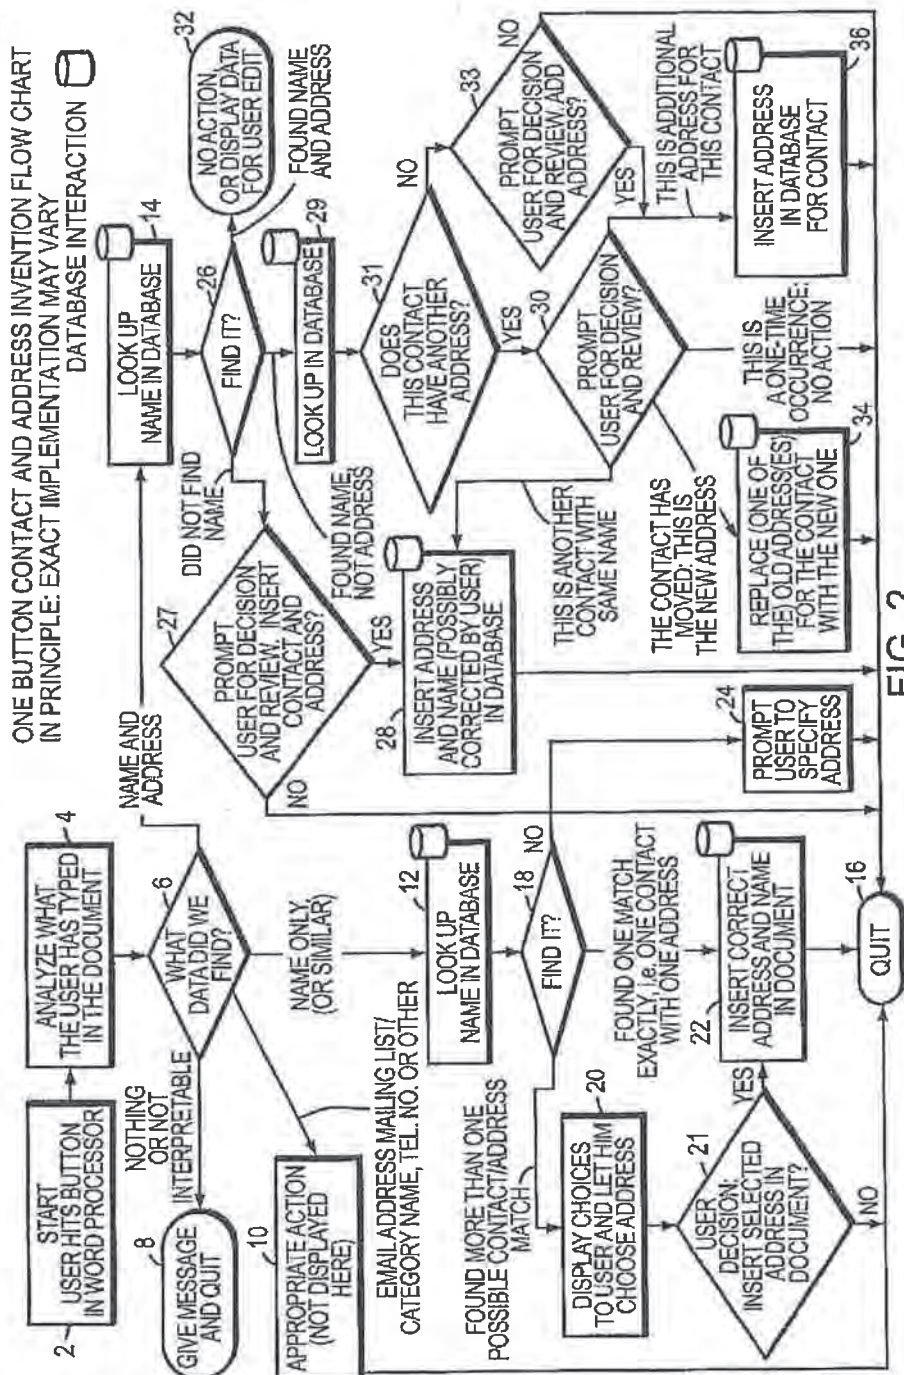 ONE BUTTON CONTACT AND ADDRESS INVENTION FLOW CHART
IN PRINCIPLE: EXACT IMPLEMENTATION MAY VARY
DATABASE INTERACTION
2
START
USER HITS BUTTON
IN WORD PROCESSOR
4
ANALYZE WHAT
THE USER HAS TYPED
IN THE DOCUMENT
6
WHAT
DATA DID WE
FIND?
NOTHING
OR NOT
INTERPRETABLE
8
GIVE MESSAGE
AND QUIT
10
APPROPRIATE ACTION
(NOT DISPLAYED
HERE)
EMAIL ADDRESS MAILING LIST/
CATEGORY NAME, TEL. NO. OR OTHER
NAME ONLY
(OR SIMILAR)
NAME AND
ADDRESS
12
LOOK UP
NAME IN DATABASE
18
FIND IT?
NO
FOUND MORE THAN ONE
POSSIBLE CONTACT/ADDRESS
MATCH
20
DISPLAY CHOICES
TO USER AND LET HIM
CHOOSE ADDRESS
21
USER
DECISION:
INSERT SELECTED
ADDRESS IN
DOCUMENT?
YES
NO
FOUND ONE MATCH
EXACTLY, i.e. ONE CONTACT
WITH ONE ADDRESS
22
INSERT CORRECT
ADDRESS AND NAME
IN DOCUMENT
24
PROMPT
USER TO
SPECIFY
ADDRESS
16
QUIT
14
LOOK UP
NAME IN DATABASE
26
FIND IT?
DID NOT FIND
NAME
FOUND NAME
AND ADDRESS
32
NO ACTION
OR DISPLAY DATA
FOR USER EDIT
FOUND NAME,
NOT ADDRESS
27
PROMPT
USER FOR DECISION
AND REVIEW. INSERT
CONTACT AND
ADDRESS?
YES
NO
28
INSERT ADDRESS
AND NAME (POSSIBLY
CORRECTED BY USER)
IN DATABASE
29
LOOK UP IN DATABASE
31
DOES
THIS CONTACT
HAVE ANOTHER
ADDRESS?
NO
YES
33
PROMPT
USER FOR DECISION
AND REVIEW. ADD
ADDRESS?
NO
YES
30
PROMPT
USER FOR DECISION
AND REVIEW?
THIS IS ANOTHER
CONTACT WITH
SAME NAME
THE CONTACT HAS
MOVED: THIS IS
THE NEW ADDRESS
THIS IS
A ONE-TIME
OCCURRENCE:
NO ACTION
THIS IS ADDITIONAL
ADDRESS FOR
THIS CONTACT
34
REPLACE (ONE OF
THE) OLD ADDRESS(ES)
FOR THE CONTACT
WITH THE NEW ONE.
36
INSERT ADDRESS
IN DATABASE
FOR CONTACT
FIG. 2